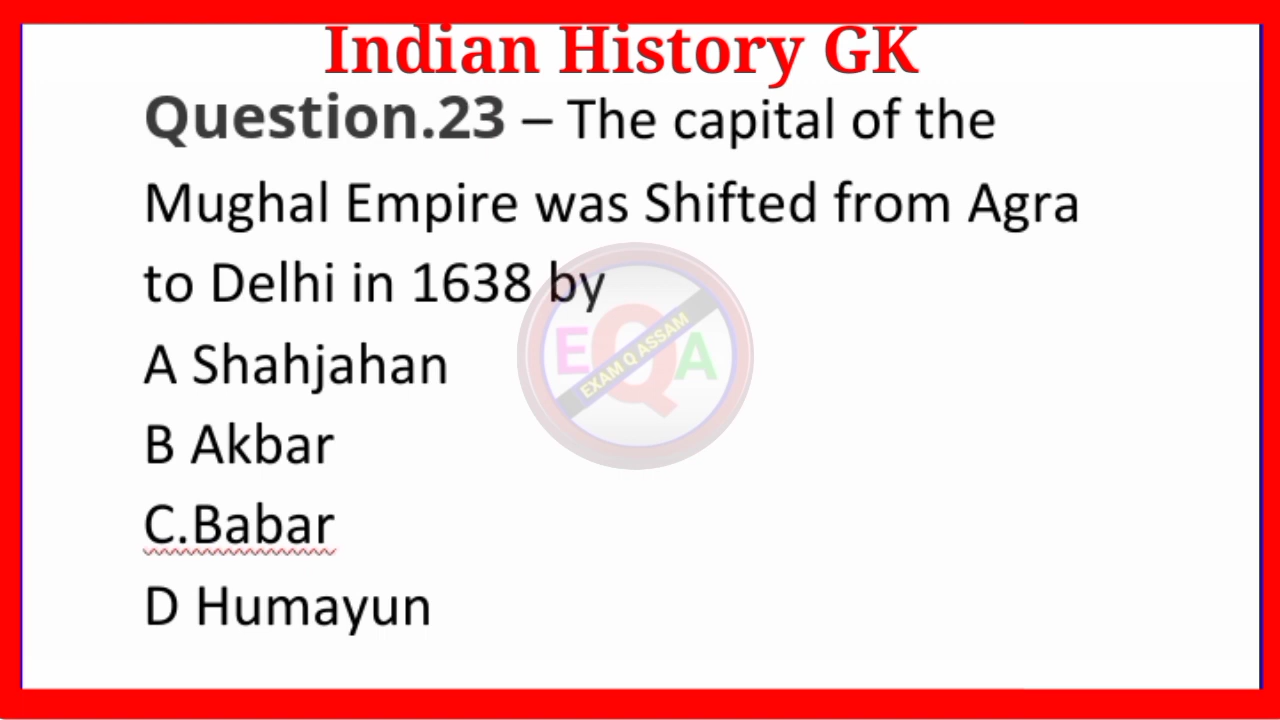 Indian History GK
Question.23 – The capital of the
Mughal Empire was Shifted from Agra
to Delhi in 1638 by
A Shahjahan
B Akbar
C.Babar
D Humayun
EQA
EXAM Q ASSAM